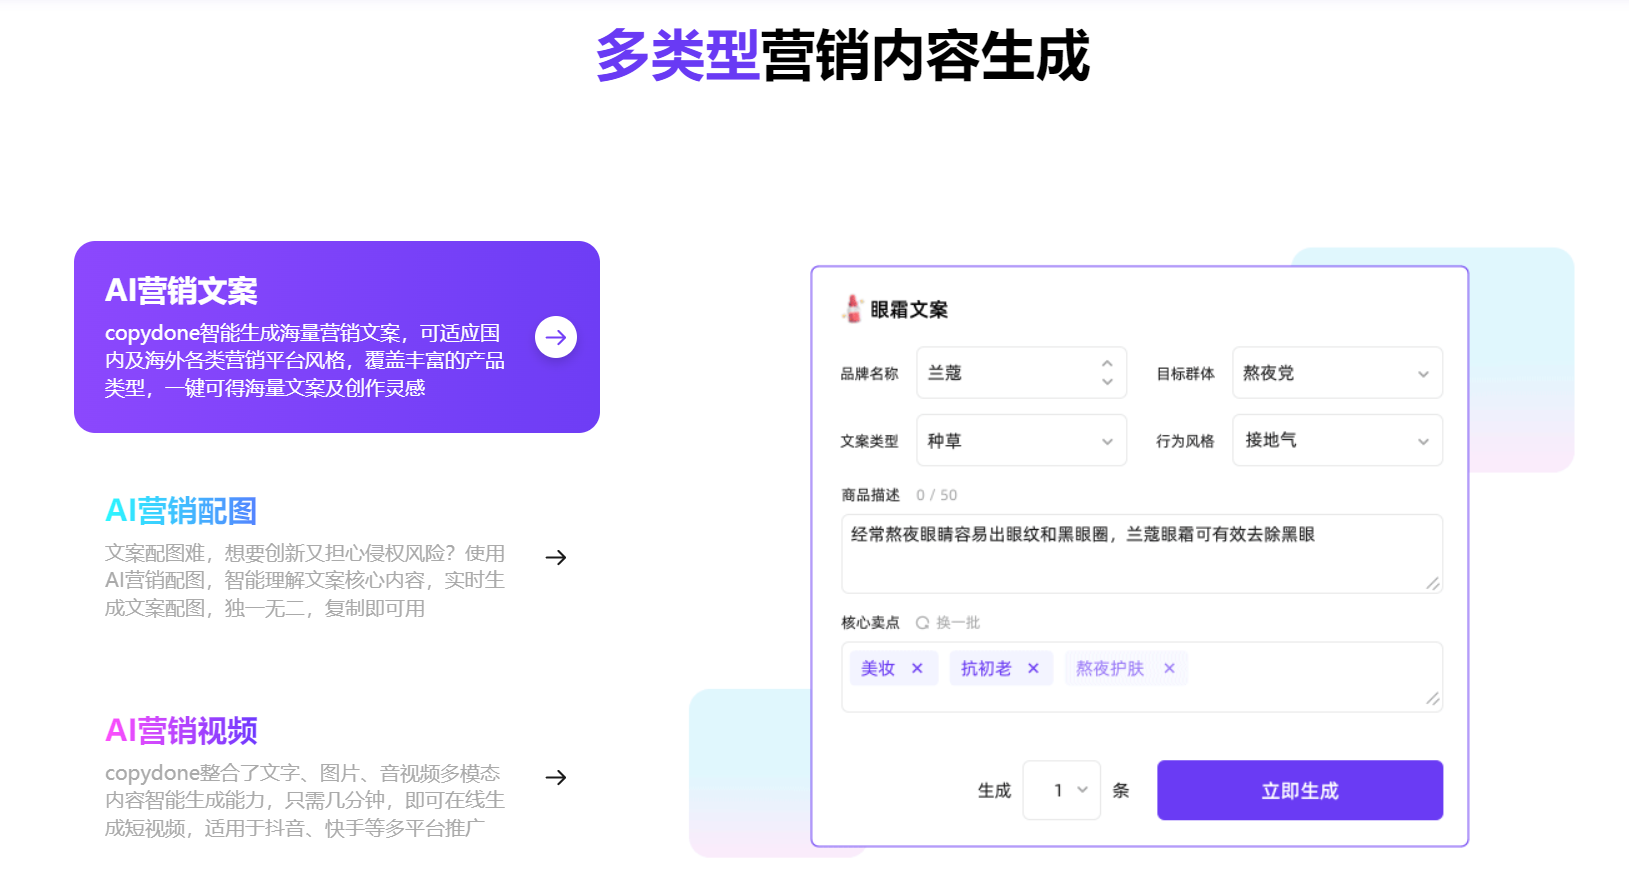 多类型营销内容生成
AI营销文案
copydone智能生成海量营销文案，可适应国
内及海外各类营销平台风格，覆盖丰富的产品
类型，一键可得海量文案及创作灵感
AI营销配图
文案配图难，想要创新又担心侵权风险？使用
AI营销配图，智能理解文案核心内容，实时生
成文案配图，独一无二，复制即可用
AI营销视频
copydone整合了文字、图片、音视频多模态
内容智能生成能力，只需几分钟，即可在线生
成短视频，适用于抖音、快手等多平台推广
眼霜文案
品牌名称 兰蔻 目标群体 熬夜党
文案类型 种草 行为风格 接地气
商品描述 0 / 50
经常熬夜眼睛容易出眼纹和黑眼圈，兰蔻眼霜可有效去除黑眼
核心卖点 换一批
美妆 × 抗初老 × 熬夜护肤 ×
生成 1 条 立即生成